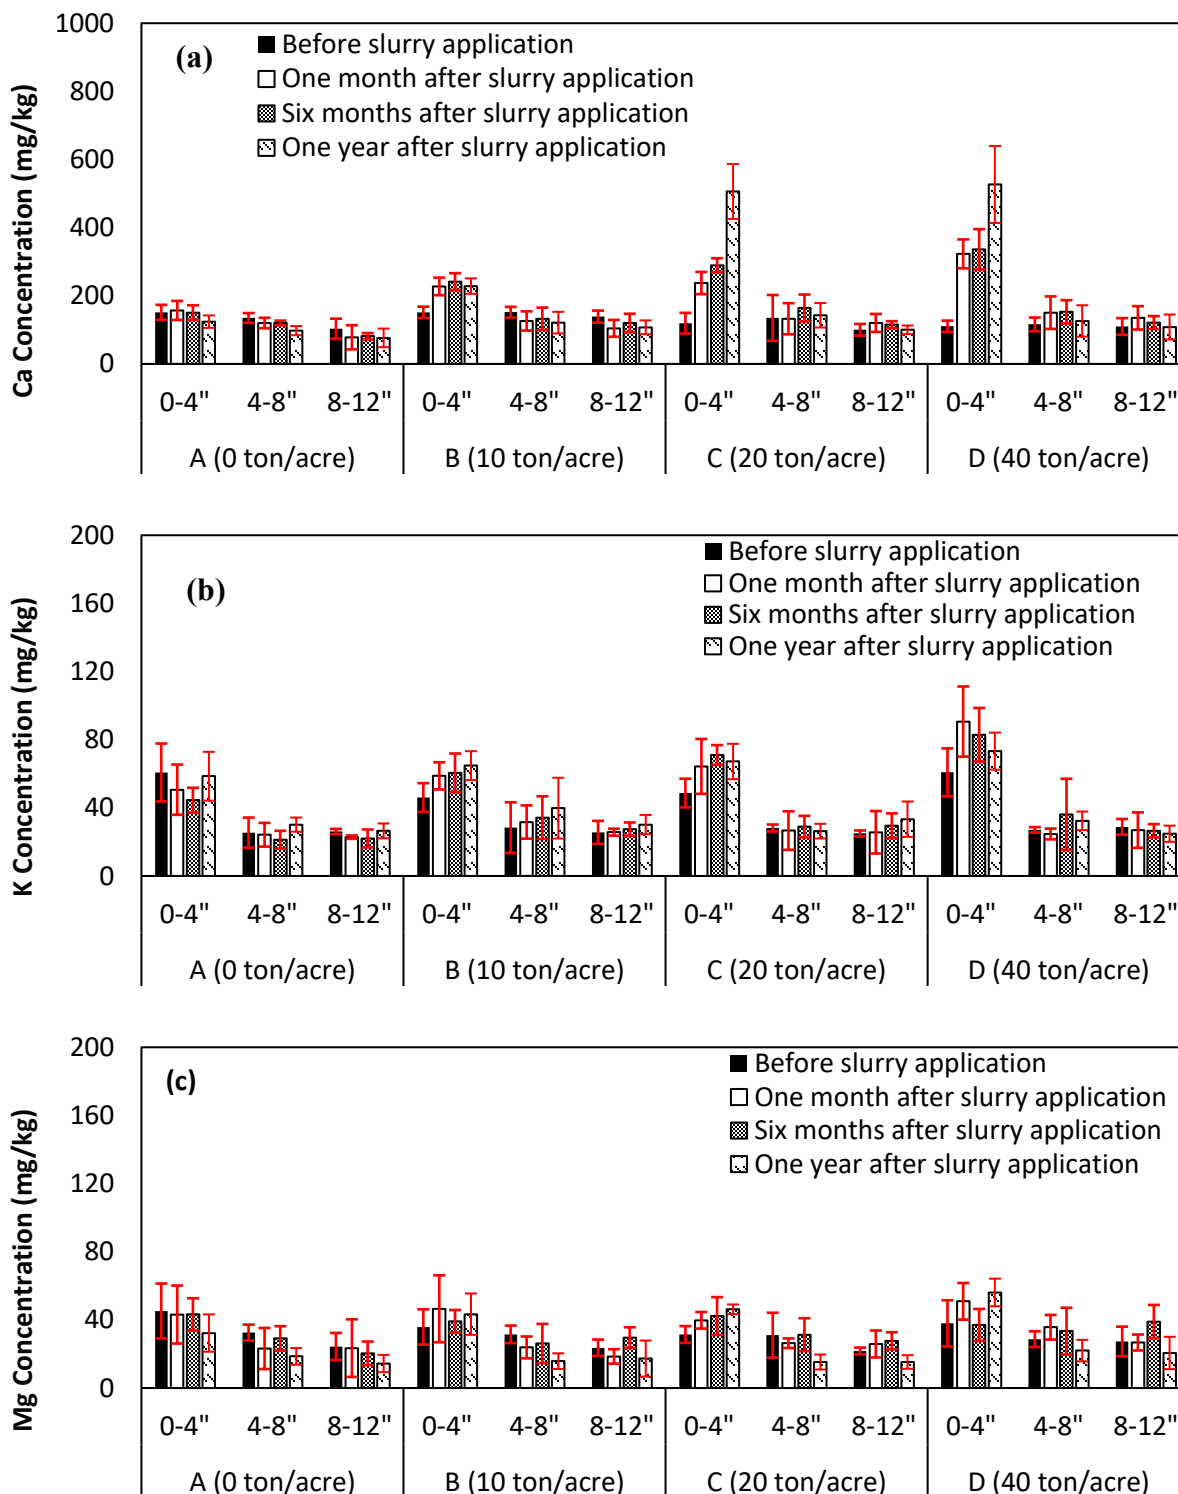 Ca Concentration (mg/kg)
1000
800
600
400
200
0
(a)
Before slurry application
One month after slurry application
Six months after slurry application
One year after slurry application
0-4" 4-8" 8-12" 0-4" 4-8" 8-12" 0-4" 4-8" 8-12" 0-4" 4-8" 8-12"
A (0 ton/acre) B (10 ton/acre) C (20 ton/acre) D (40 ton/acre)
K Concentration (mg/kg)
200
160
120
80
40
0
(b)
Before slurry application
One month after slurry application
Six months after slurry application
One year after slurry application
0-4" 4-8" 8-12" 0-4" 4-8" 8-12" 0-4" 4-8" 8-12" 0-4" 4-8" 8-12"
A (0 ton/acre) B (10 ton/acre) C (20 ton/acre) D (40 ton/acre)
Mg Concentration (mg/kg)
200
160
120
80
40
0
(c)
Before slurry application
One month after slurry application
Six months after slurry application
One year after slurry application
0-4" 4-8" 8-12" 0-4" 4-8" 8-12" 0-4" 4-8" 8-12" 0-4" 4-8" 8-12"
A (0 ton/acre) B (10 ton/acre) C (20 ton/acre) D (40 ton/acre)